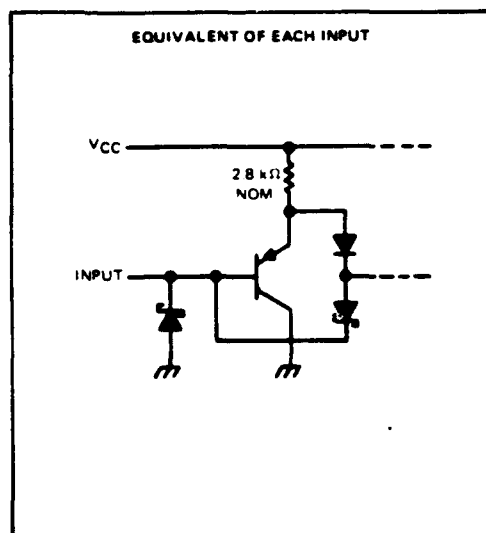 EQUIVALENT OF EACH INPUT
VCC
2 8 kΩ
NOM
INPUT